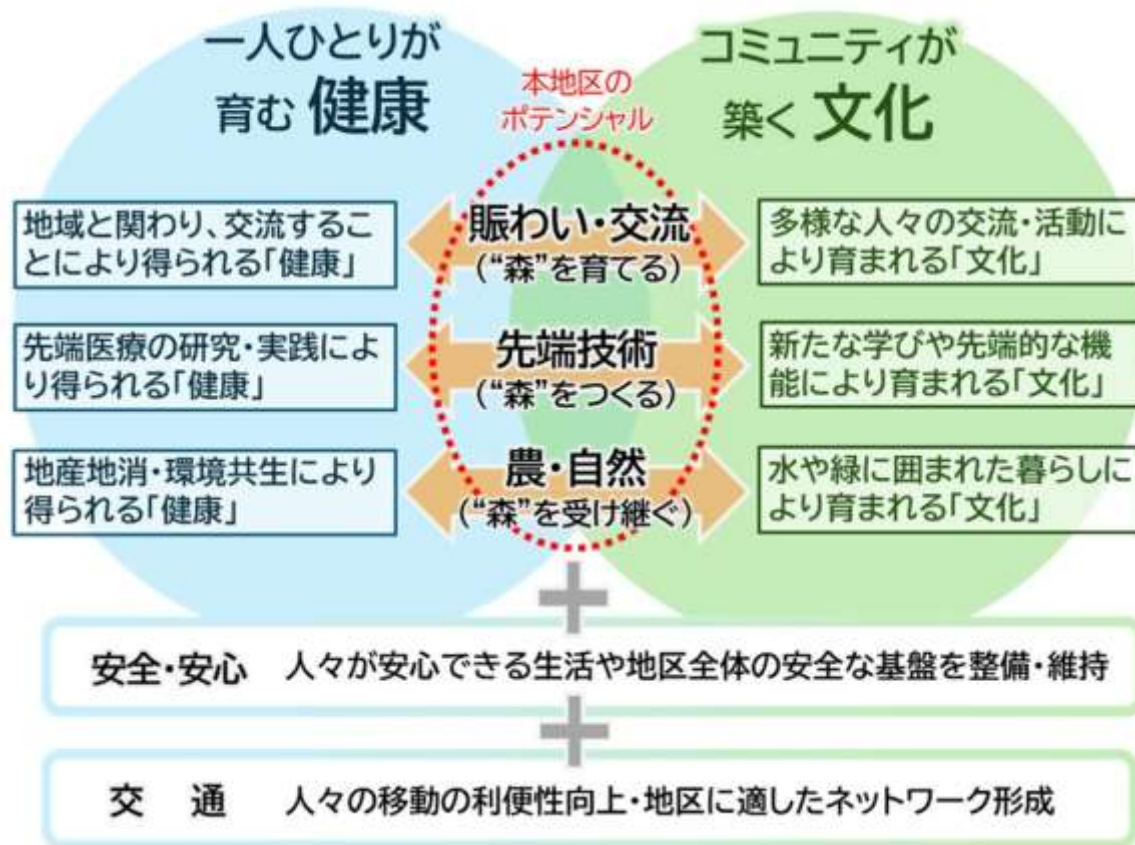 一人ひとりが
育む 健康
本地区の
ポテンシャル
コミュニティが
築く 文化
地域と関わり、交流するこ
とにより得られる「健康」
賑わい・交流
(“森”を育てる)
多様な人々の交流・活動に
より育まれる「文化」
先端医療の研究・実践によ
り得られる「健康」
先端技術
(“森”をつくる)
新たな学びや先端的な機
能により育まれる「文化」
地産地消・環境共生により
得られる「健康」
農・自然
(“森”を受け継ぐ)
水や緑に囲まれた暮らしに
より育まれる「文化」
安全・安心 人々が安心できる生活や地区全体の安全な基盤を整備・維持
交 通 人々の移動の利便性向上・地区に適したネットワーク形成